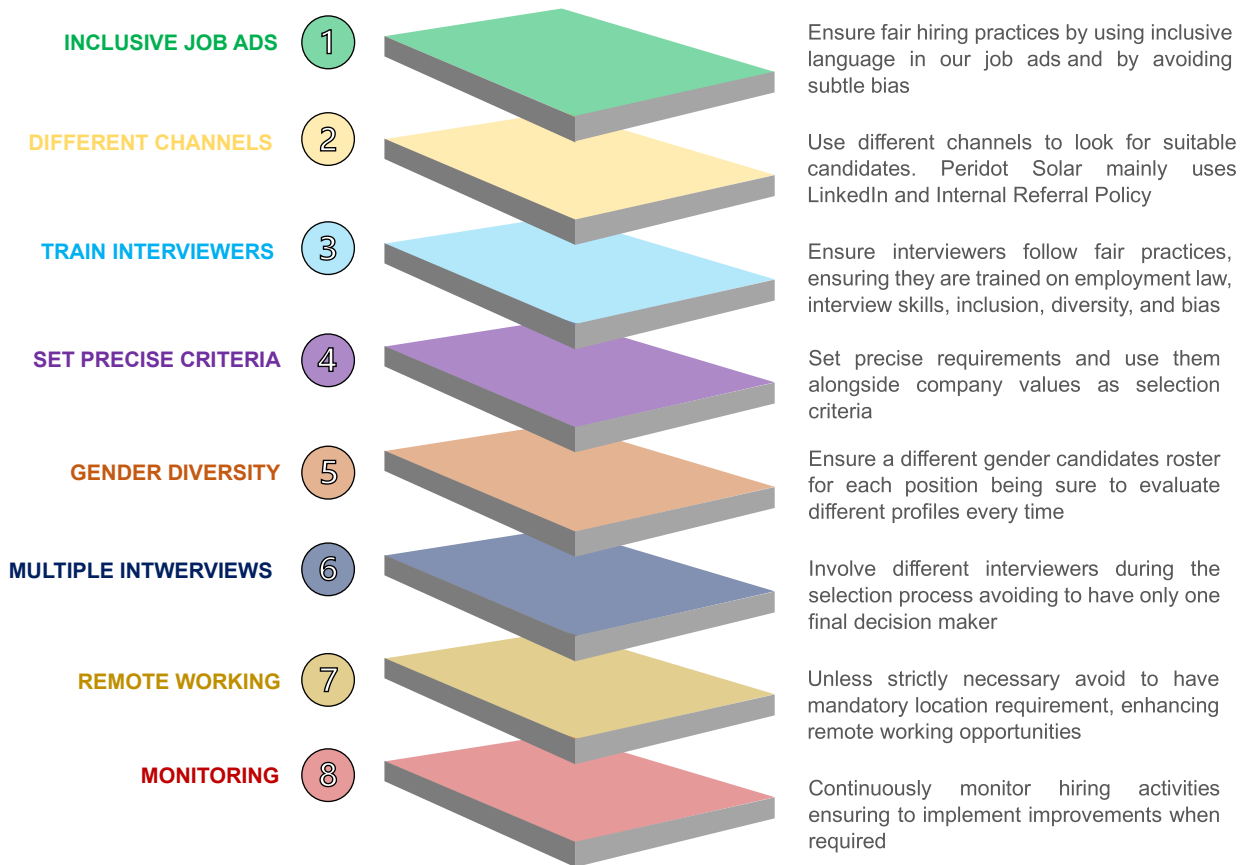 INCLUSIVE JOB ADS
1
Ensure fair hiring practices by using inclusive
language in our job ads and by avoiding
subtle bias
DIFFERENT CHANNELS
2
Use different channels to look for suitable
candidates. Peridot Solar mainly uses
LinkedIn and Internal Referral Policy
TRAIN INTERVIEWERS
3
Ensure interviewers follow fair practices,
ensuring they are trained on employment law,
interview skills, inclusion, diversity, and bias
SET PRECISE CRITERIA
4
Set precise requirements and use them
alongside company values as selection
criteria
GENDER DIVERSITY
5
Ensure a different gender candidates roster
for each position being sure to evaluate
different profiles every time
MULTIPLE INTWERVIEWS
6
Involve different interviewers during the
selection process avoiding to have only one
final decision maker
REMOTE WORKING
7
Unless strictly necessary avoid to have
mandatory location requirement, enhancing
remote working opportunities
MONITORING
8
Continuously monitor hiring activities
ensuring to implement improvements when
required